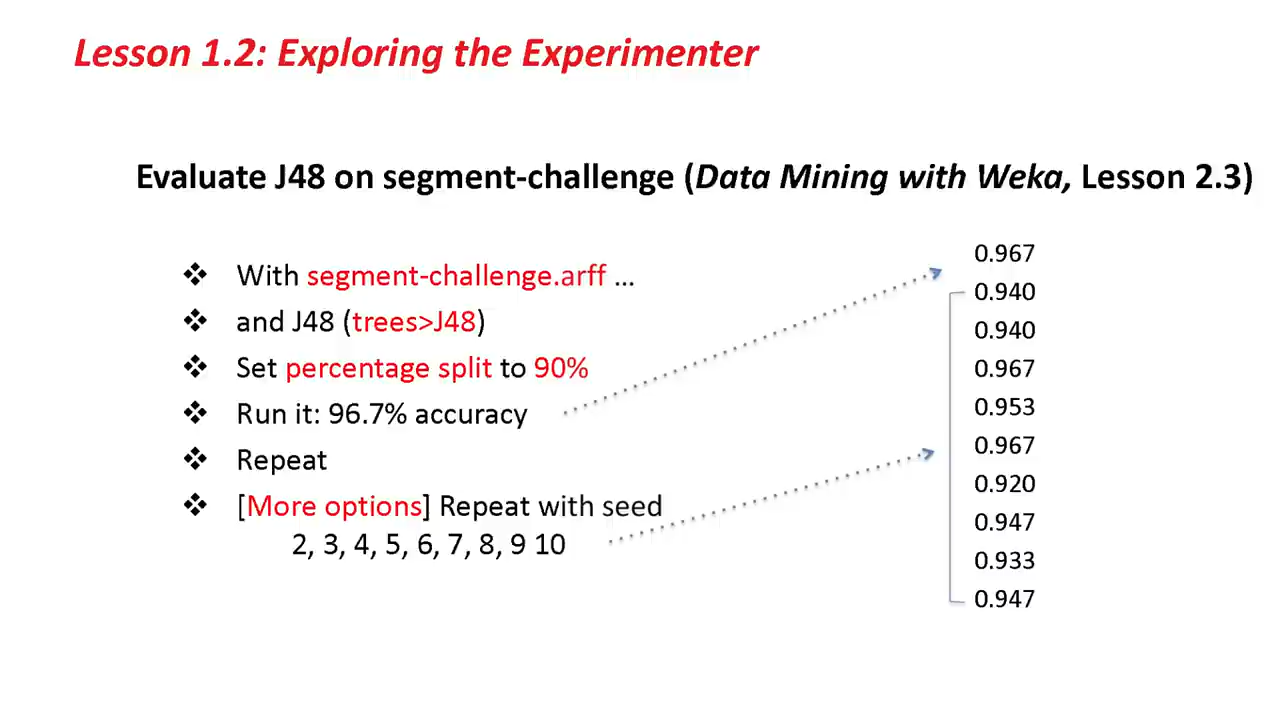 Lesson 1.2: Exploring the Experimenter
Evaluate J48 on segment-challenge (Data Mining with Weka, Lesson 2.3)
❖ With segment-challenge.arff ...
❖ and J48 (trees>J48)
❖ Set percentage split to 90%
❖ Run it: 96.7% accuracy
❖ Repeat
❖ [More options] Repeat with seed
2, 3, 4, 5, 6, 7, 8, 9 10
0.967
0.940
0.940
0.967
0.953
0.967
0.920
0.947
0.933
0.947